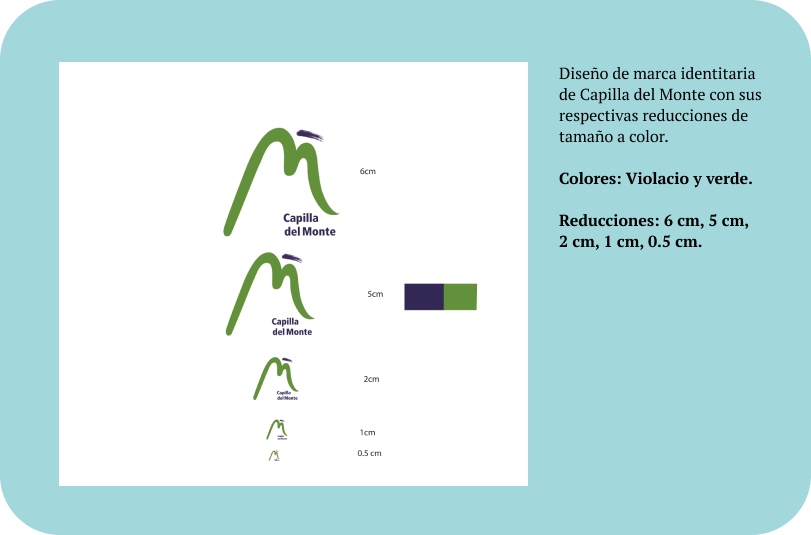 Diseño de marca identitaria
de Capilla del Monte con sus
respectivas reducciones de
tamaño a color.
Colores: Violacio y verde.
Reducciones: 6 cm, 5 cm,
2 cm, 1 cm, 0.5 cm.
6cm
Capilla
del Monte
5cm
Capilla
del Monte
2cm
Capilla
del Monte
1cm
0.5 cm